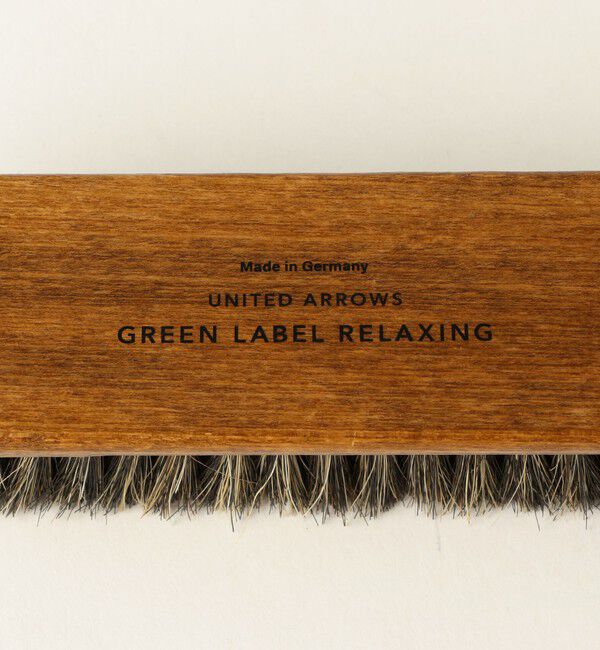 Made in Germany
UNITED ARROWS
GREEN LABEL RELAXING